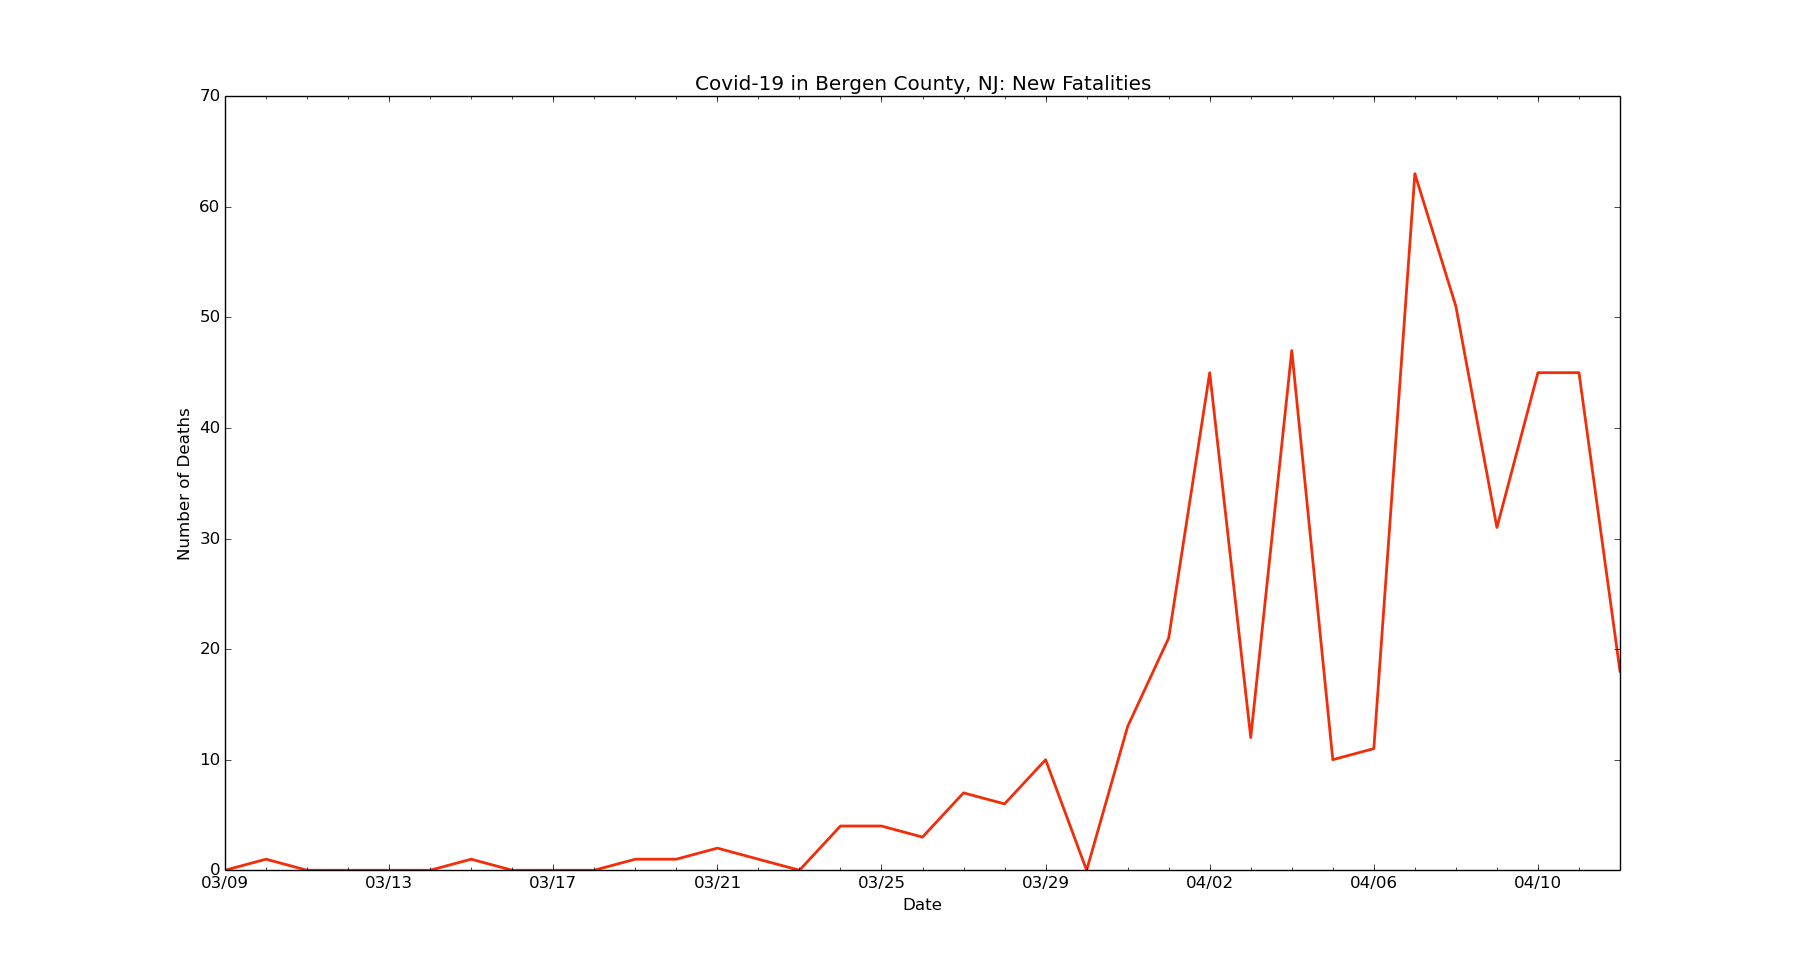 Covid-19 in Bergen County, NJ: New Fatalities
70
60
50
40
30
20
10
0
Number of Deaths
03/09 03/13 03/17 03/21 03/25 03/29 04/02 04/06 04/10
Date